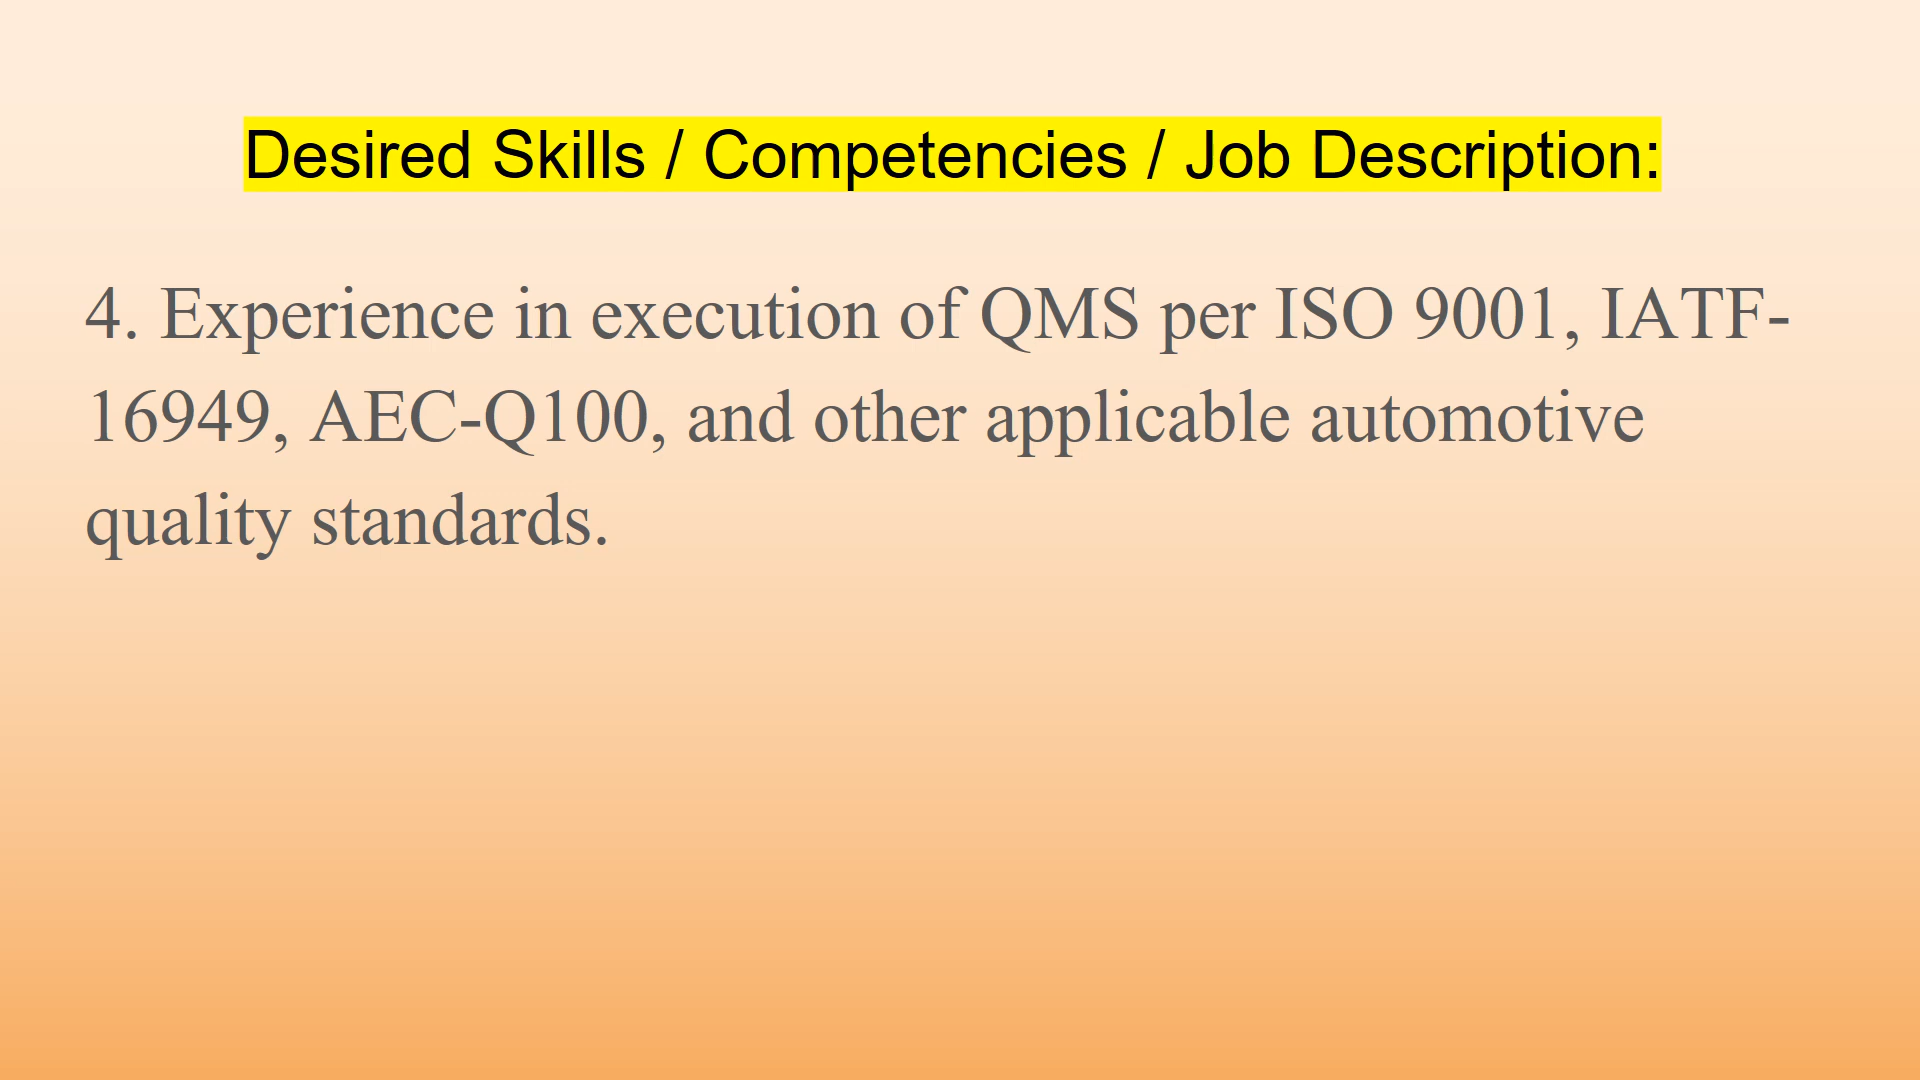 Desired Skills / Competencies / Job Description:
4. Experience in execution of QMS per ISO 9001, IATF-
16949, AEC-Q100, and other applicable automotive
quality standards.